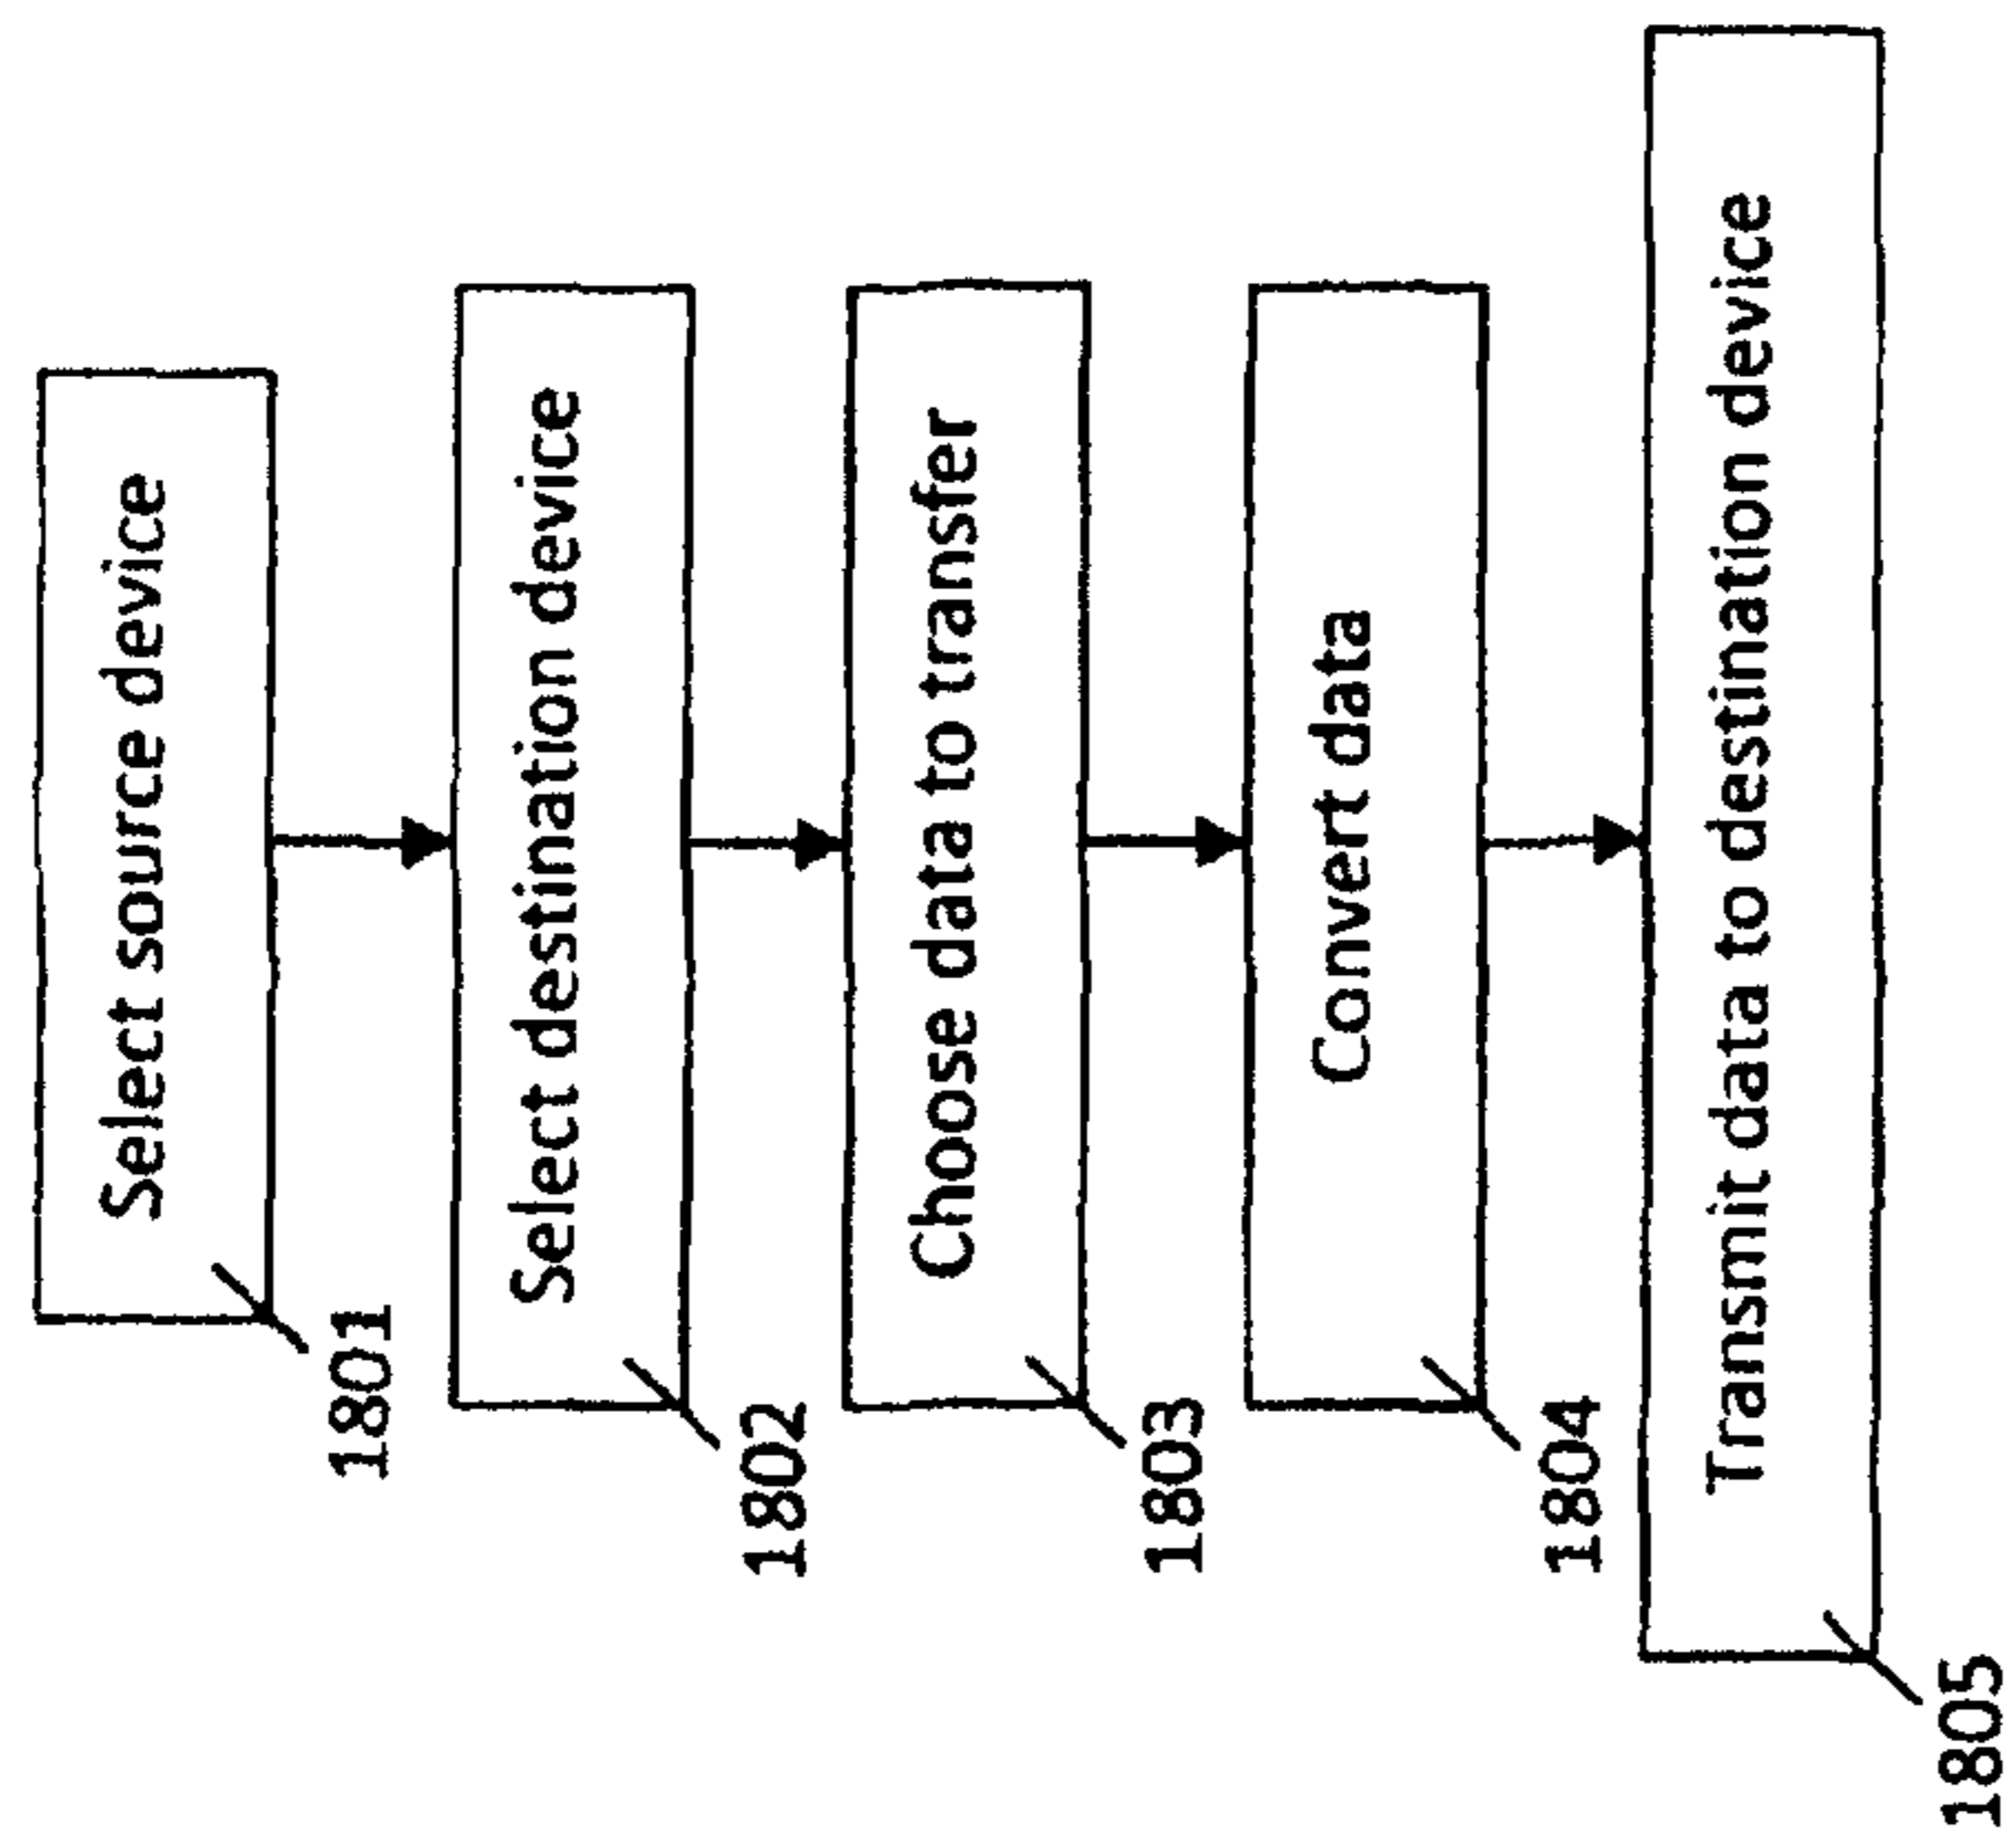 Select source device
1801
Select destination device
1802
Choose data to transfer
1803
Convert data
1804
Transmit data to destination device
1805